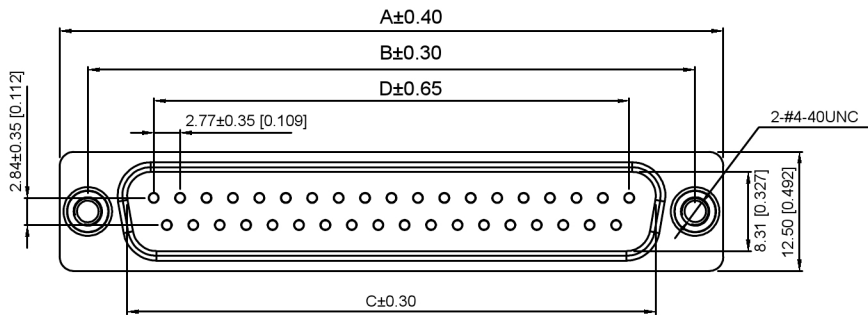 A±0.40
B±0.30
D±0.65
2.77±0.35 [0.109]
2-#4-40UNC
2.84±0.35 [0.112]
8.31 [0.327]
12.50 [0.492]
C±0.30